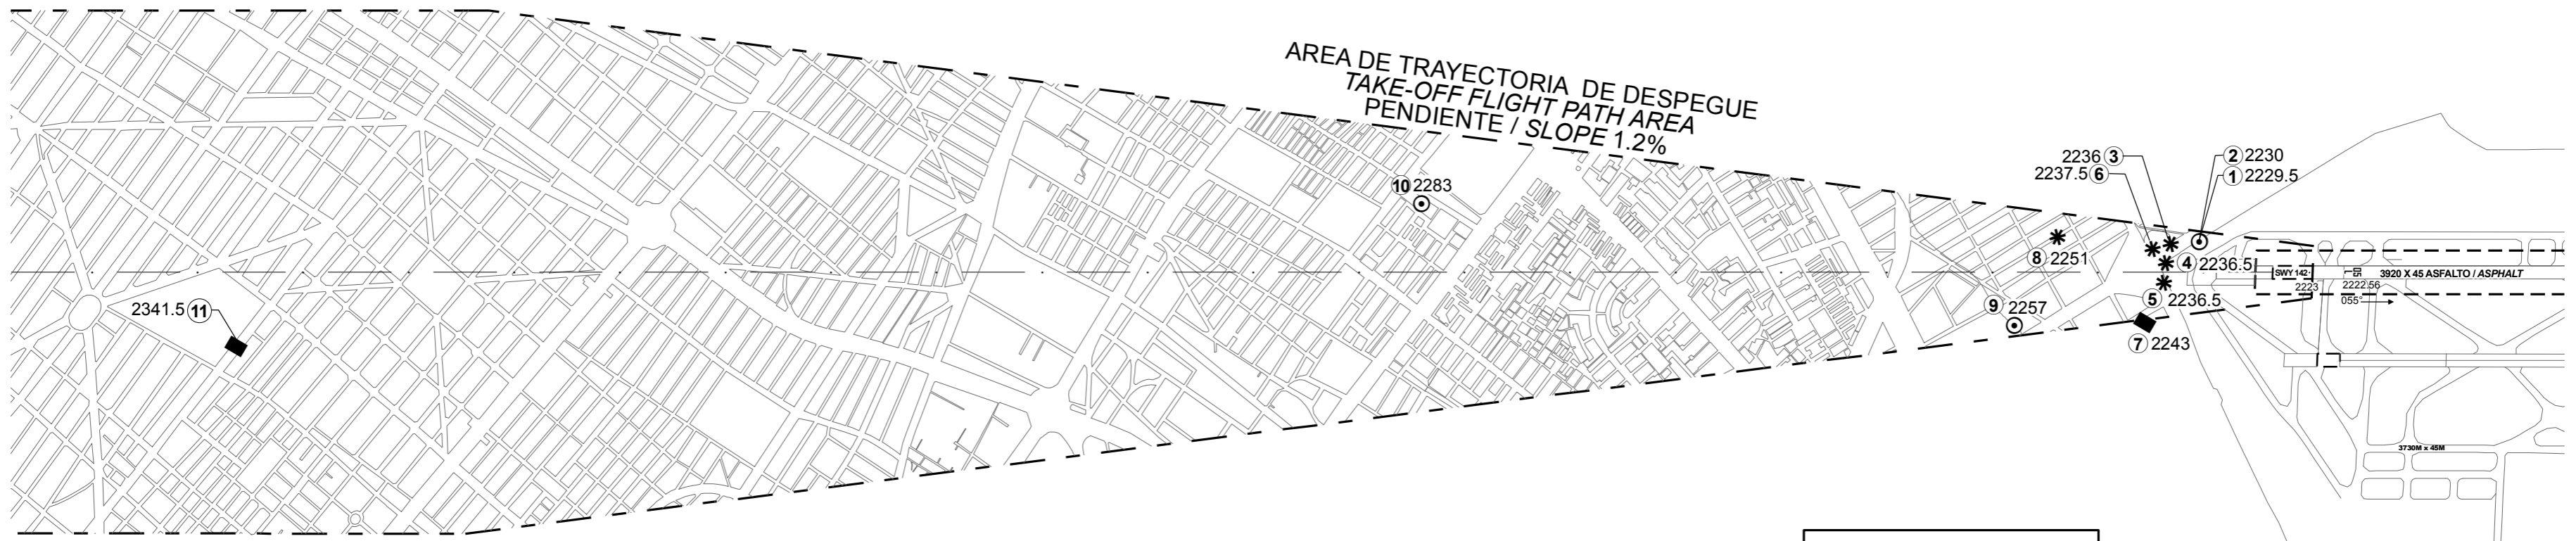 AREA DE TRAYECTORIA DE DESPEGUE
TAKE-OFF FLIGHT PATH AREA
PENDIENTE / SLOPE 1.2%
2236 3
2237.5 6
2 2230
1 2229.5
10 2283
8 2251
4 2236.5
SWY 142
15
3920 X 45 ASFALTO / ASPHALT
2223
2222.56
055°
5 2236.5
9 2257
2341.5 11
7 2243
3730M x 45M